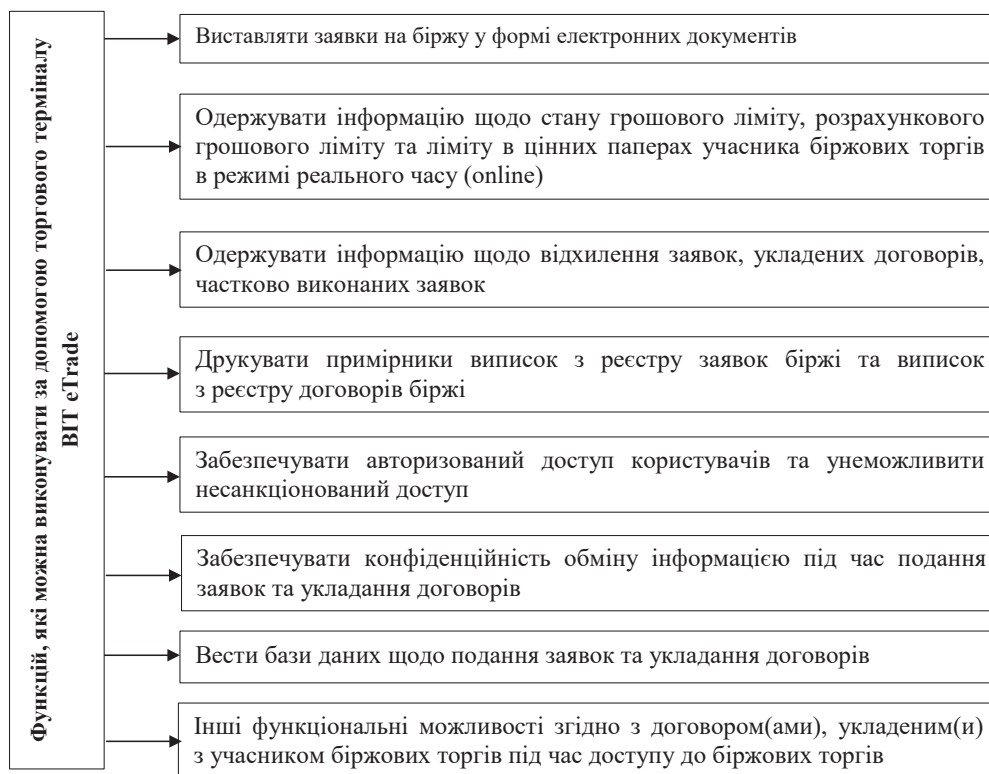 Функцій, які можна виконувати за допомогою торгового терміналу
BIT eTrade
Виставляти заявки на біржу у формі електронних документів
Одержувати інформацію щодо стану грошового ліміту, розрахункового
грошового ліміту та ліміту в цінних паперах учасника біржових торгів
в режимі реального часу (online)
Одержувати інформацію щодо відхилення заявок, укладених договорів,
частково виконаних заявок
Друкувати примірники виписок з реєстру заявок біржі та виписок
з реєстру договорів біржі
Забезпечувати авторизований доступ користувачів та унеможливити
несанкціонований доступ
Забезпечувати конфіденційність обміну інформацією під час подання
заявок та укладання договорів
Вести бази даних щодо подання заявок та укладання договорів
Інші функціональні можливості згідно з договором(ами), укладеним(и)
з учасником біржових торгів під час доступу до біржових торгів